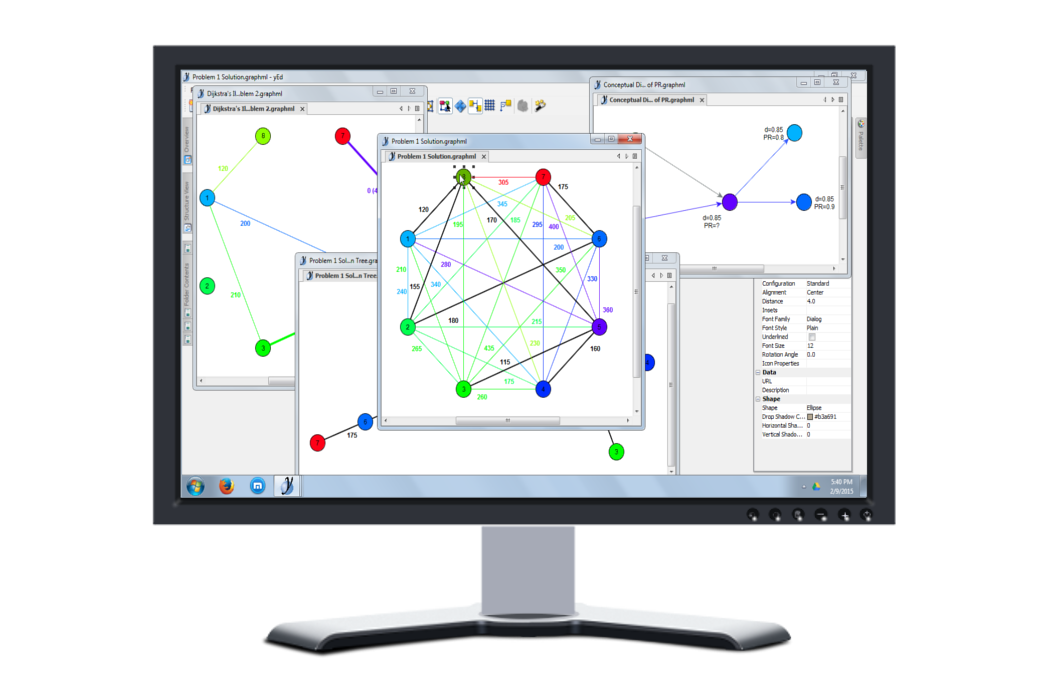 Problem 1 Solution.graphml - yEd
Dijkstra's Il...blem 2.graphml
Dijkstra's Il...blem 2.graphml
8
7
120
0 (4
1
200
2
210
3
Overview
Structure View
Folder Contents
Problem 1 Solution.graphml
Problem 1 Solution.graphml
7
305
175
120
345
195
170
185
205
295
400
1
6
200
280
210
350
330
155
340
240
360
180
215
2
5
230
265
435
160
115
175
3
4
260
Conceptual Di... of PR.graphml
Conceptual Di... of PR.graphml
d=0.85
PR=0.8
d=0.85
PR=0.9
d=0.85
PR=?
Palette
Problem 1 Sol...n Tree.gra
Problem 1 Sol...n Tree
6
175
7
3
Configuration Standard
Alignment Center
Distance 4.0
Insets
Font Family Dialog
Font Style Plain
Underlined
Font Size 12
Rotation Angle 0.0
Icon Properties
Data
URL
Description
Shape
Shape Ellipse
Drop Shadow C... #b3a691
Horizontal Sha... 0
Vertical Shado... 0
5:40 PM
2/9/2015